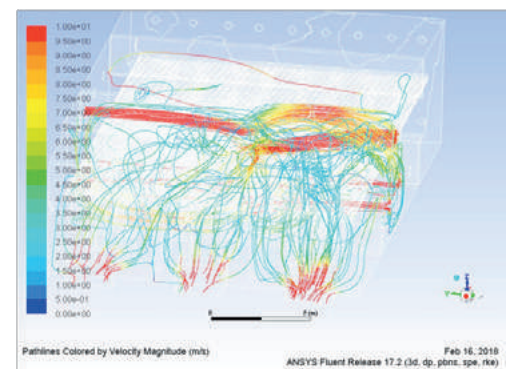 1.00e+01
9.50e+00
9.00e+00
8.50e+00
8.00e+00
7.50e+00
7.00e+00
6.50e+00
6.00e+00
5.50e+00
5.00e+00
4.50e+00
4.00e+00
3.50e+00
3.00e+00
2.50e+00
2.00e+00
1.50e+00
1.00e+00
5.00e-01
0.00e+00
(m)
Pathlines Colored by Velocity Magnitude (m/s)
Feb 16, 2018
ANSYS Fluent Release 17.2 (3d, dp, pbns, spe, rke)